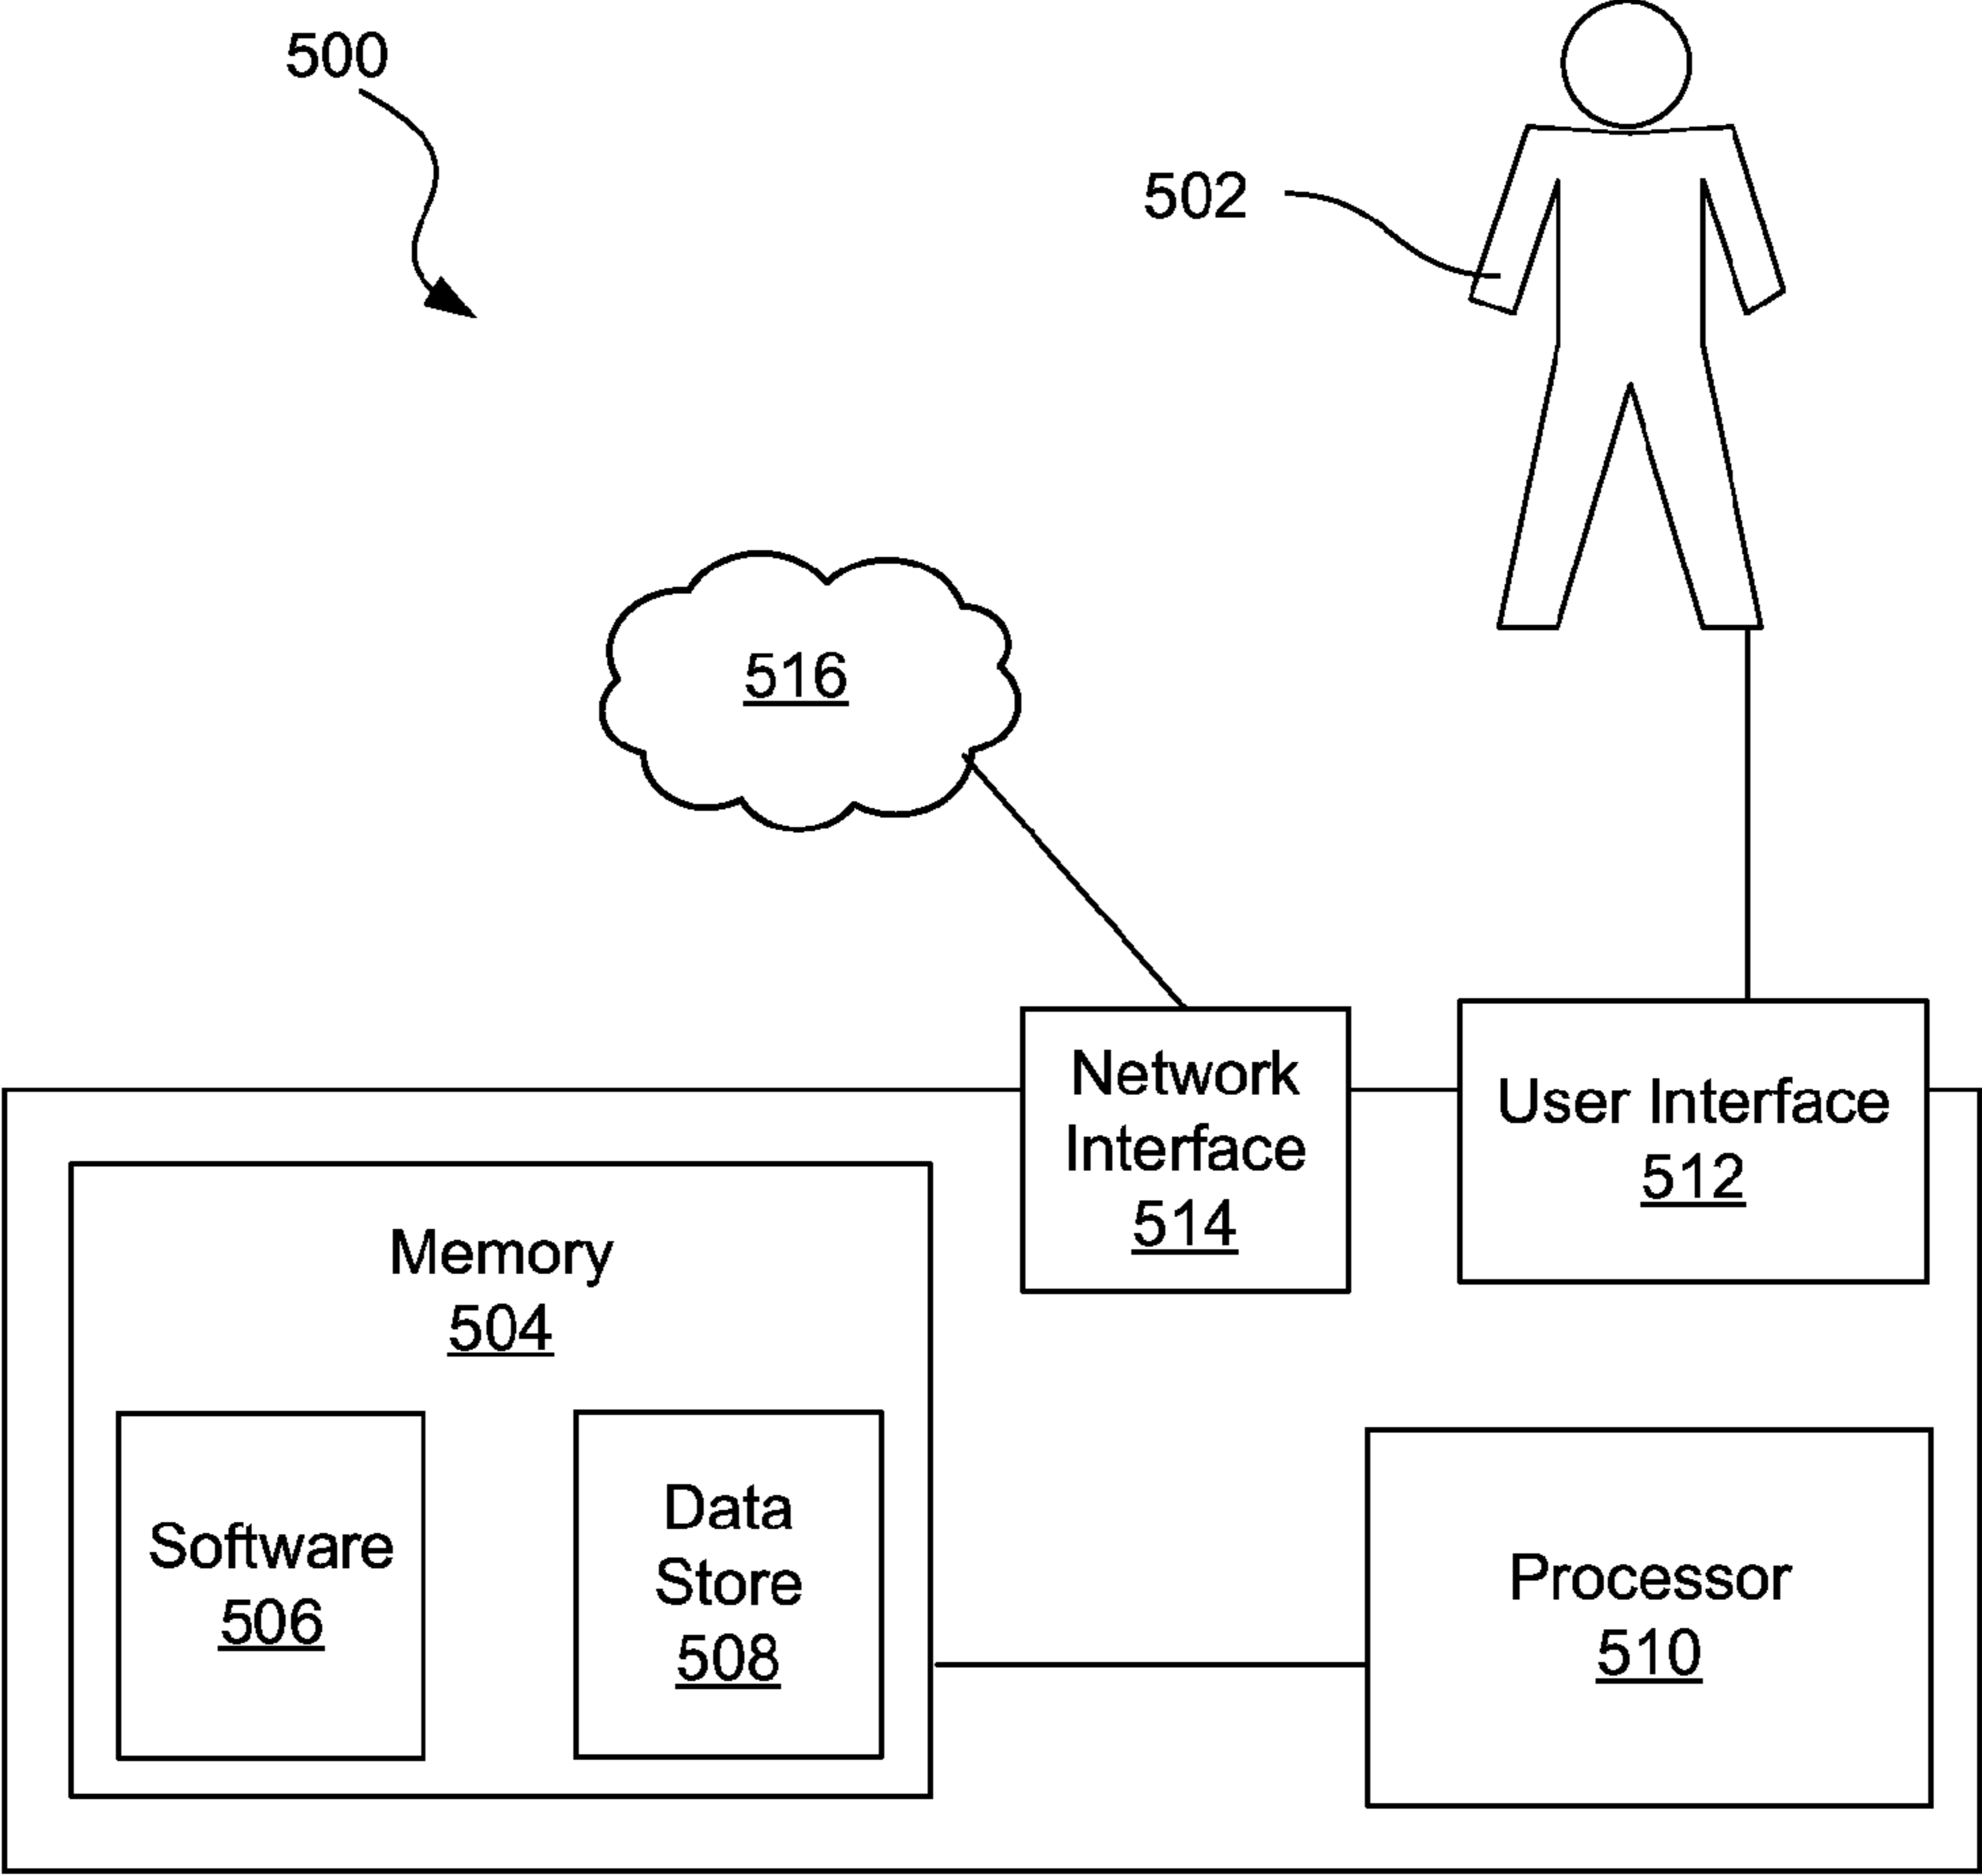 500
502
516
Network
Interface
514
User Interface
512
Memory
504
Software
506
Data
Store
508
Processor
510